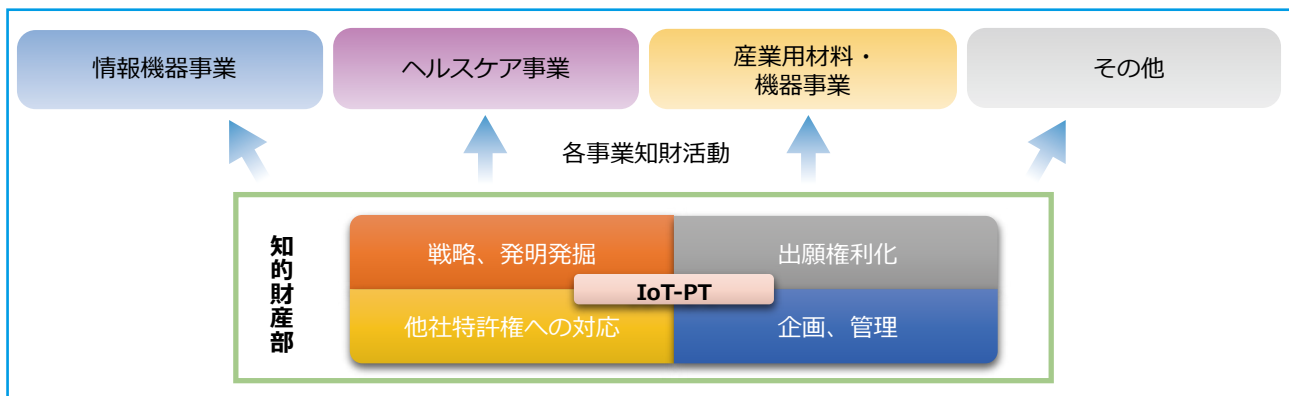 情報機器事業
ヘルスケア事業
産業用材料・
機器事業
その他
各事業知財活動
知的財産部
戦略、発明発掘
出願権利化
IoT-PT
他社特許権への対応
企画、管理